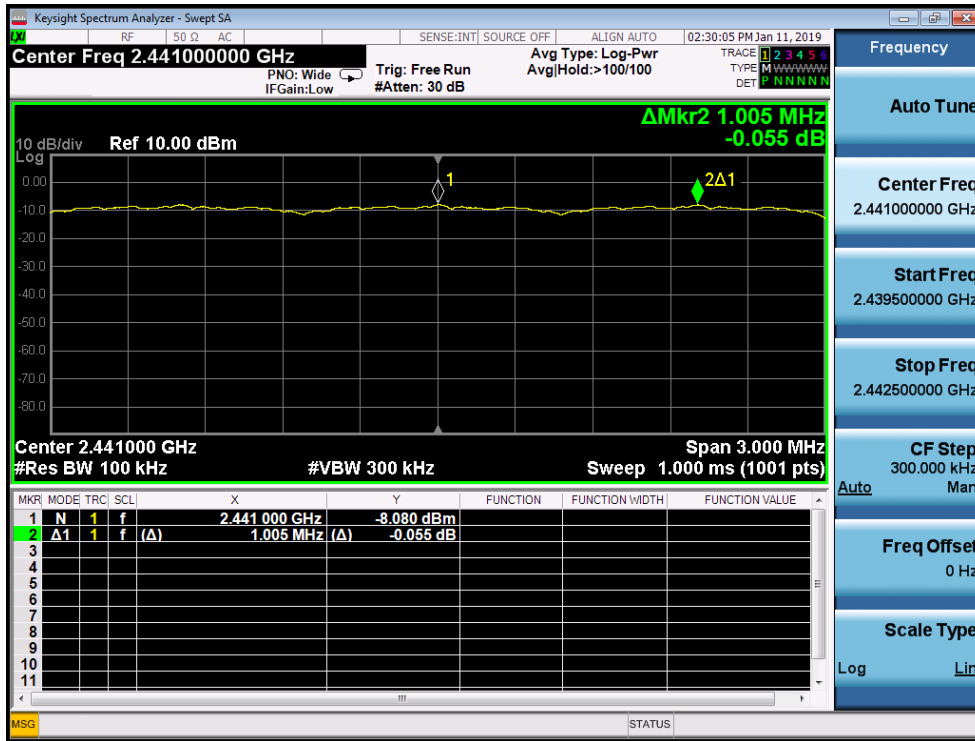 Keysight Spectrum Analyzer - Swept SA
LXI RF 50 Ω AC SENSE:INT SOURCE OFF ALIGN AUTO 02:30:05 PM Jan 11, 2019
Center Freq 2.441000000 GHz
PNO: Wide
IFGain:Low
Trig: Free Run
#Atten: 30 dB
Avg Type: Log-Pwr
Avg|Hold:>100/100
TRACE 1 2 3 4 5 6
TYPE M W W W W W
DET P N N N N N
ΔMkr2 1.005 MHz
-0.055 dB
10 dB/div Ref 10.00 dBm
Log
0.00
-10.0
-20.0
-30.0
-40.0
-50.0
-60.0
-70.0
-80.0
1
2Δ1
Center 2.441000 GHz Span 3.000 MHz
#Res BW 100 kHz #VBW 300 kHz Sweep 1.000 ms (1001 pts)
MKR MODE TRC SCL X Y FUNCTION FUNCTION WIDTH FUNCTION VALUE
1 N 1 f 2.441 000 GHz -8.080 dBm
2 Δ1 1 f (Δ) 1.005 MHz (Δ) -0.055 dB
3
4
5
6
7
8
9
10
11
MSG STATUS
Frequency
Auto Tune
Center Freq
2.441000000 GHz
Start Freq
2.439500000 GHz
Stop Freq
2.442500000 GHz
CF Step
300.000 kHz
Auto Man
Freq Offset
0 Hz
Scale Type
Log Lin